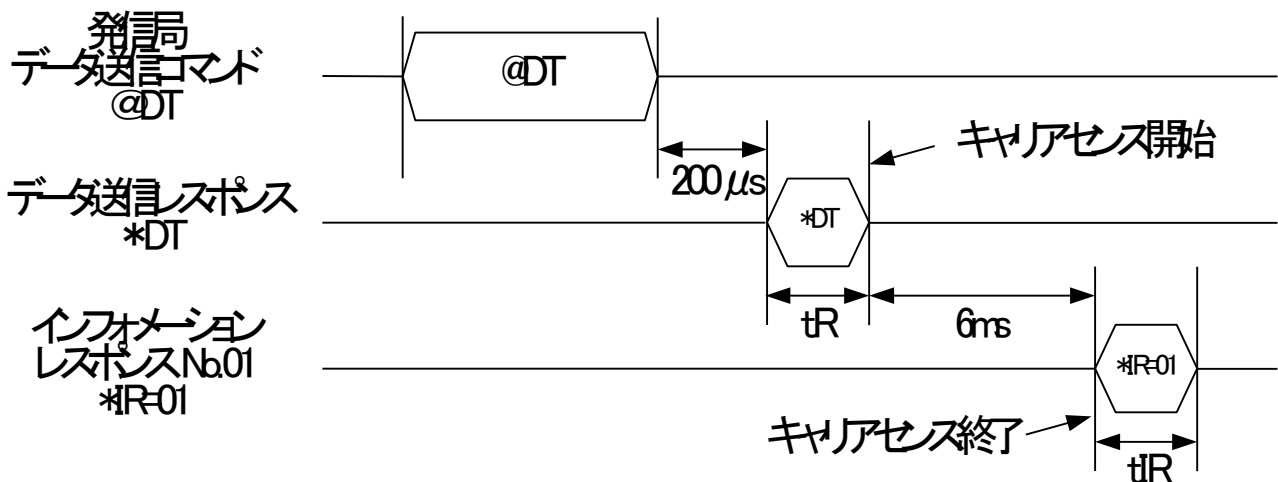 発信局
データ送信コマンド
@DT
@DT
キャリアセンス開始
200μs
データ送信レスポンス
*DT
*DT
tR
6ms
インフォメーション
レスポンスNo.01
*IR=01
*IR=01
キャリアセンス終了
tIR